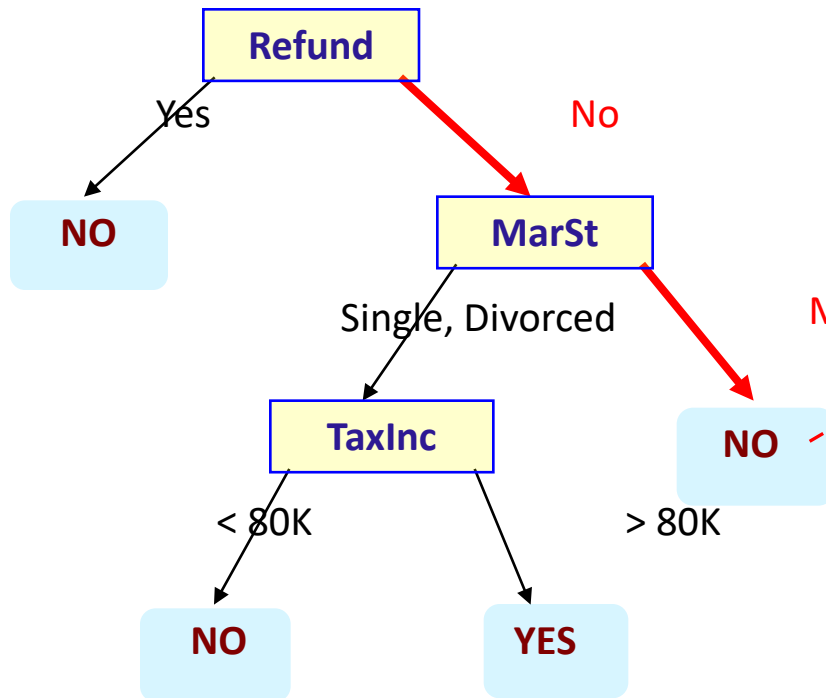 Refund
Yes
No
NO
MarSt
Single, Divorced
M
TaxInc
NO
< 80K
> 80K
NO
YES